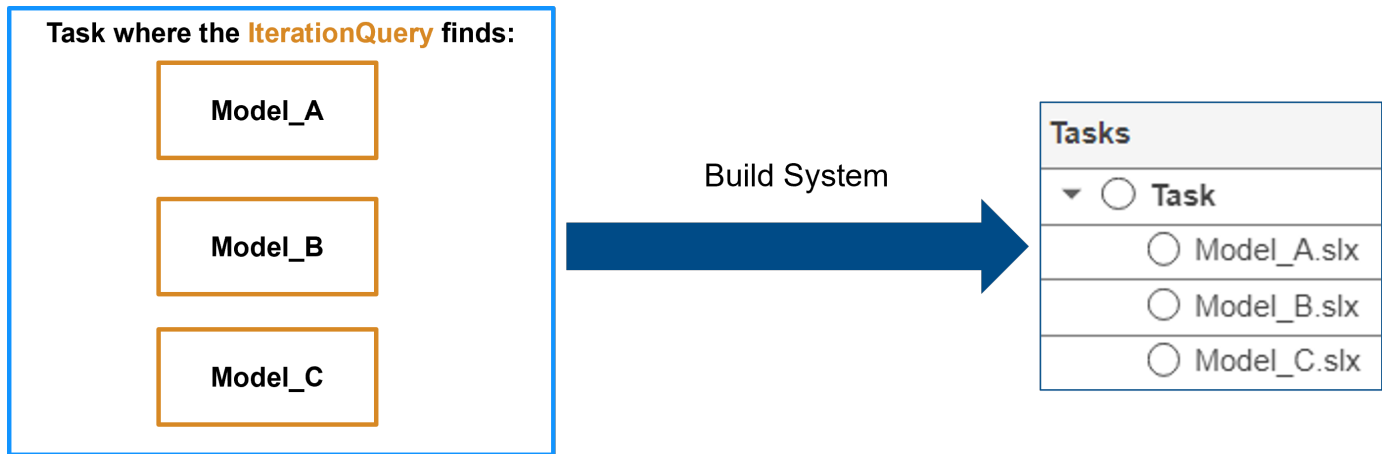 Task where the IterationQuery finds:
Model_A
Model_B
Model_C
Build System
Tasks
Task
Model_A.slx
Model_B.slx
Model_C.slx